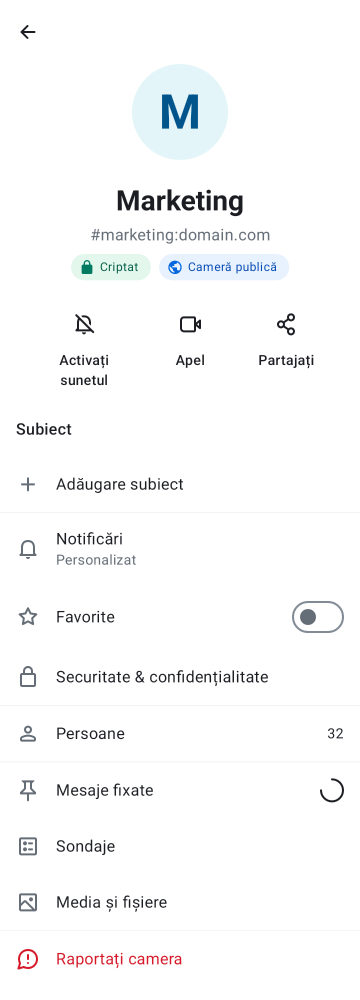 M
Marketing
#marketing:domain.com
Criptat
Cameră publică
Activați
sunetul
Apel
Partajați
Subiect
Adăugare subiect
Notificări
Personalizat
Favorite
Securitate & confidențialitate
Persoane
32
Mesaje fixate
Sondaje
Media și fișiere
Raportați camera